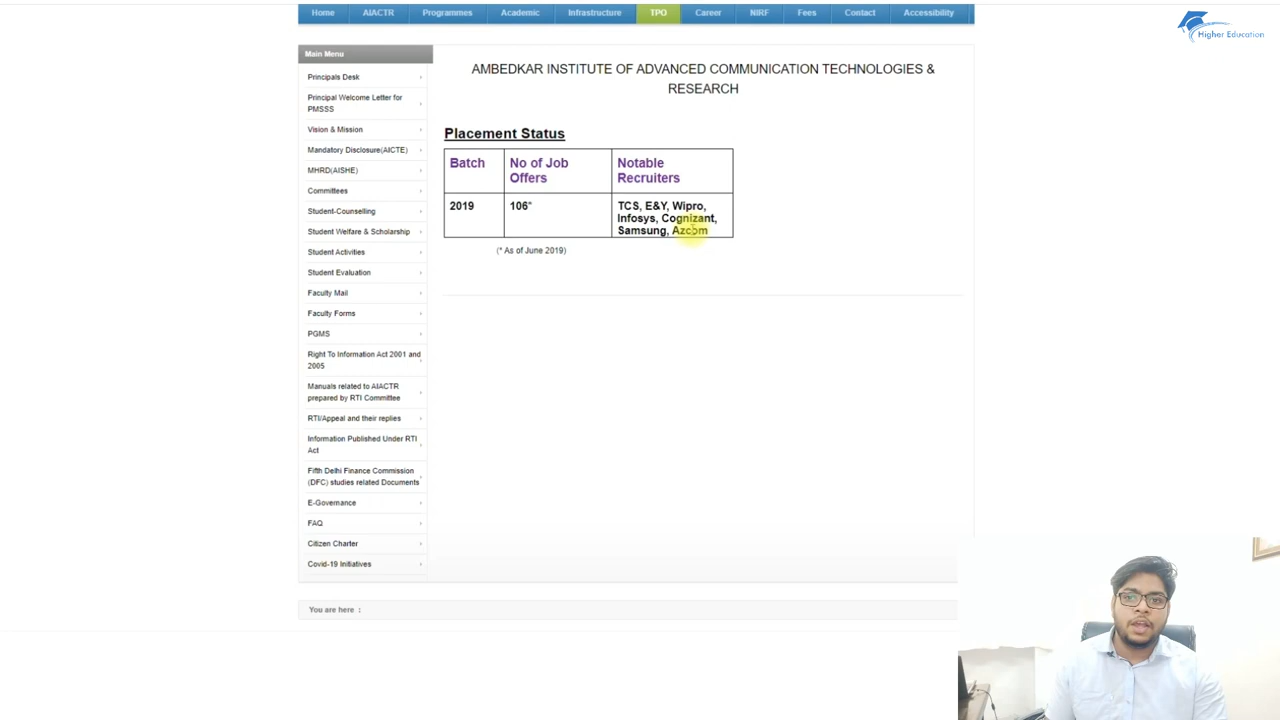 Home AIACTR Programmes Academic Infrastructure TPO Career NIRF Fees Contact Accessibility
Higher Education
Main Menu
Principals Desk
Principal Welcome Letter for
PMSSS
Vision & Mission
Mandatory Disclosure(AICTE)
MHRD(AISHE)
Committees
Student-Counselling
Student Welfare & Scholarship
Student Activities
Student Evaluation
Faculty Mail
Faculty Forms
PGMS
Right To Information Act 2001 and
2005
Manuals related to AIACTR
prepared by RTI Committee
RTI/Appeal and their replies
Information Published Under RTI
Act
Fifth Delhi Finance Commission
(DFC) studies related Documents
E-Governance
FAQ
Citizen Charter
Covid-19 Initiatives
AMBEDKAR INSTITUTE OF ADVANCED COMMUNICATION TECHNOLOGIES &
RESEARCH
Placement Status
Batch No of Job Notable
Offers Recruiters
2019 106* TCS, E&Y, Wipro,
Infosys, Cognizant,
Samsung, Azcom
(* As of June 2019)
You are here :